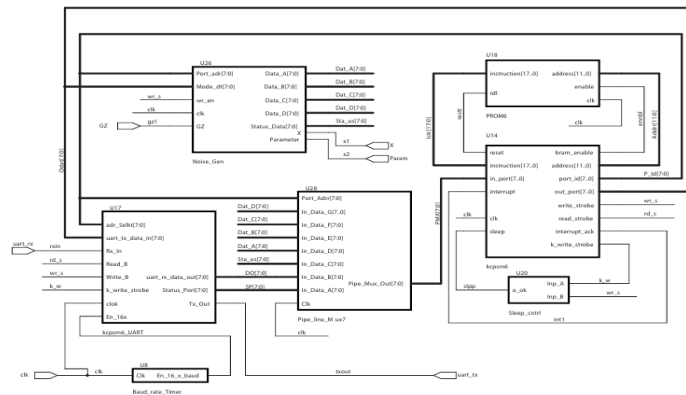 U26
Port_adr[7:0]
Mode_dt[7:0]
wr_s
wr_en
clk
clk
GZ
gz1
GZ
Data_A[7:0]
Data_B[7:0]
Data_C[7:0]
Data_D[7:0]
Status_Data[7:0]
X
Parameter
Noise_Gen
Dat_A[7:0]
Dat_B[7:0]
Dat_C[7:0]
Dat_D[7:0]
Sta_us[7:0]
x1
X
x2
Param
U16
instruction[17..0]
address[11..0]
enable
rdl
clk
PROM6
clk
U14
reset
bram_enable
instruction[17..0]
address[11..0]
in_port[7..0]
port_id[7:0]
P_Id[7:0]
interrupt
out_port[7..0]
write_strobe
wr_s
clk
clk
read_strobe
rd_s
sleep
interrupt_ack
k_write_strobe
kcpsm6
Addr[11:0]
PMX[7:0]
U17
adr_Selkt[7:0]
uart_tx_data_in[7:0]
uart_rx
rxin
Rx_In
rd_s
Read_B
wr_s
Write_B
uart_rx_data_out[7:0]
k_w
k_write_strobe
Status_Port[7:0]
clok
Tx_Out
En_16x
kcpsm6_UART
DO[7:0]
SP[7:0]
U28
Port_Adri[7:0]
Dat_D[7:0]
In_Data_G[7..0]
Dat_C[7:0]
In_Data_F[7:0]
Dat_B[7:0]
In_Data_E[7:0]
Dat_A[7:0]
In_Data_D[7:0]
Sta_us[7:0]
In_Data_C[7:0]
In_Data_B[7:0]
In_Data_A[7:0]
Pipe_Mux_Out[7:0]
Clk
Pipe_line_M ux7
clk
U20
slpp
e_ok
Inp_A
Inp_B
k_w
wr_s
Sleep_cntrl
int1
U8
clk
clk
Clk
En_16_x_baud
Baud_rate_Timer
txout
uart_tx